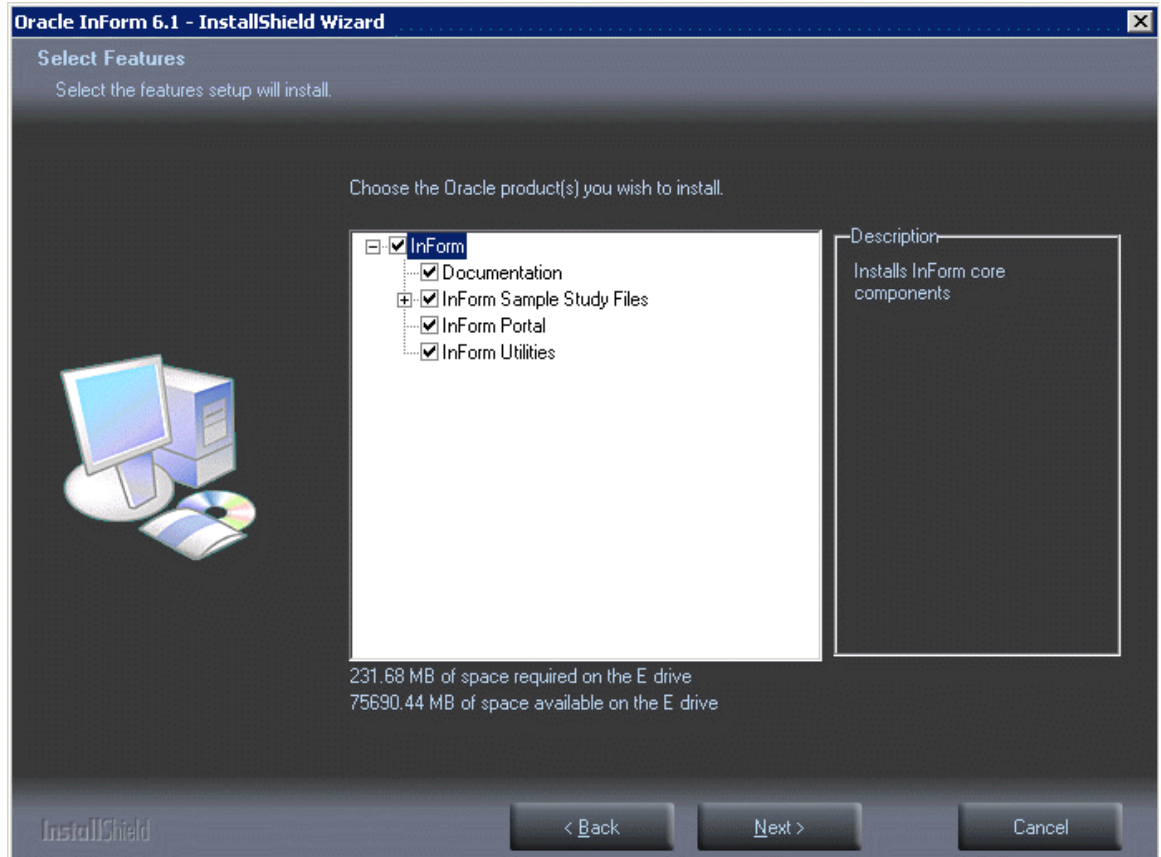 Oracle InForm 6.1 - InstallShield Wizard
Select Features
Select the features setup will install.
Choose the Oracle product(s) you wish to install.
InForm
Documentation
InForm Sample Study Files
InForm Portal
InForm Utilities
Description
Installs InForm core
components
231.68 MB of space required on the E drive
75690.44 MB of space available on the E drive
InstallShield
< Back
Next >
Cancel